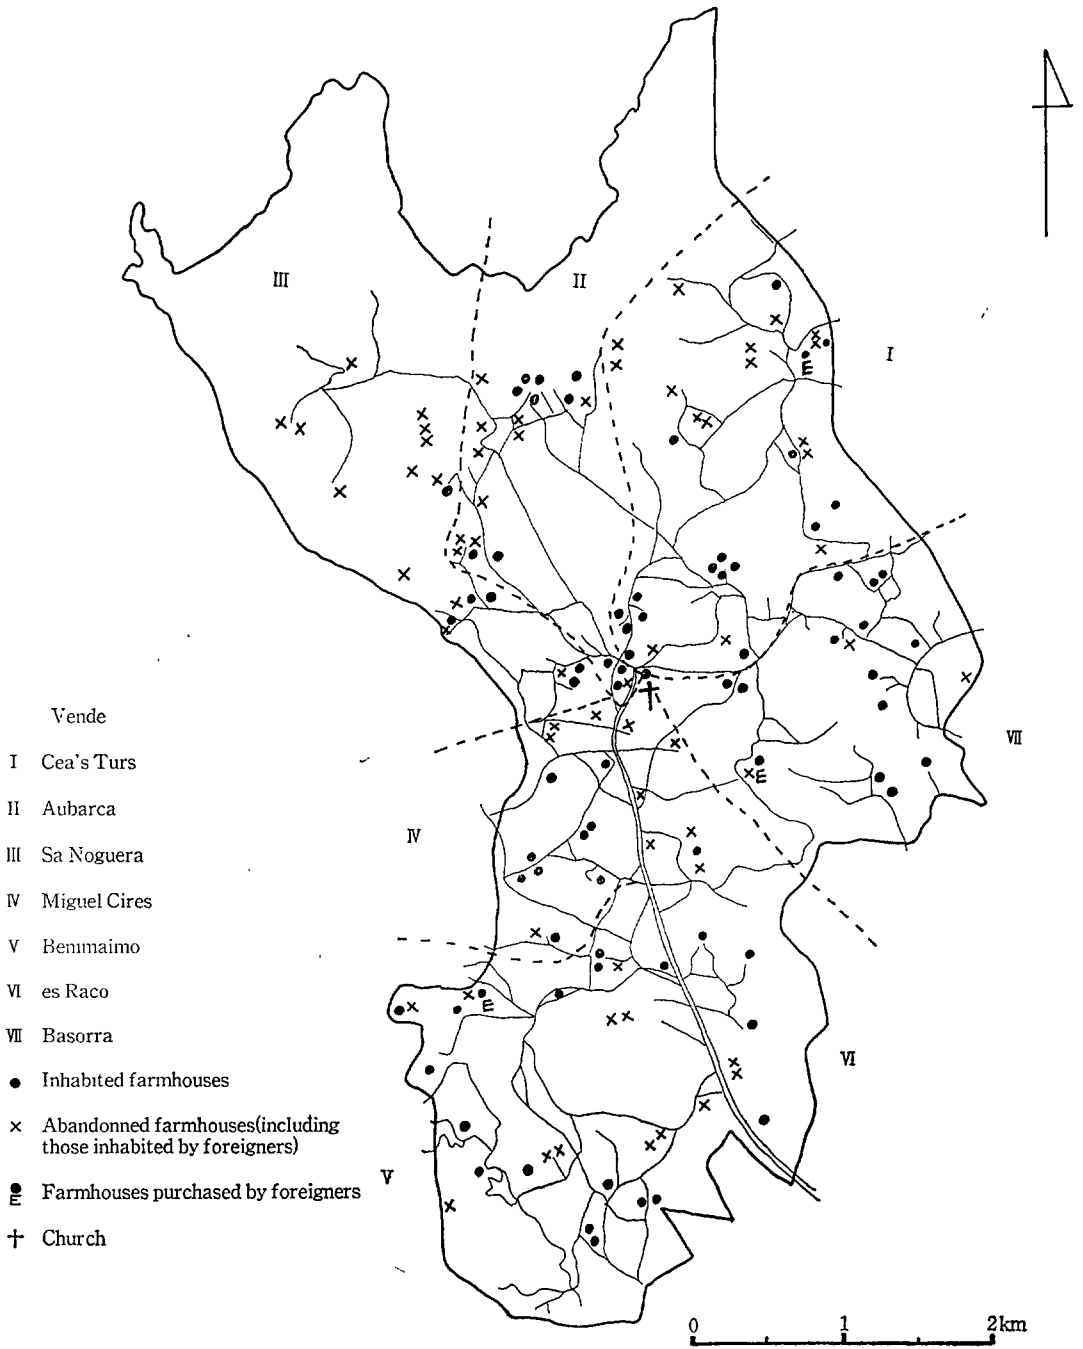 III
II
I
VII
IV
VI
V
Vende
I Cea's Turs
II Aubarca
III Sa Noguera
IV Miguel Cires
V Benimaimo
VI es Raco
VII Basorra
● Inhabited farmhouses
× Abandonned farmhouses(including
those inhabited by foreigners)
E Farmhouses purchased by foreigners
† Church
E
E
E
0 1 2km